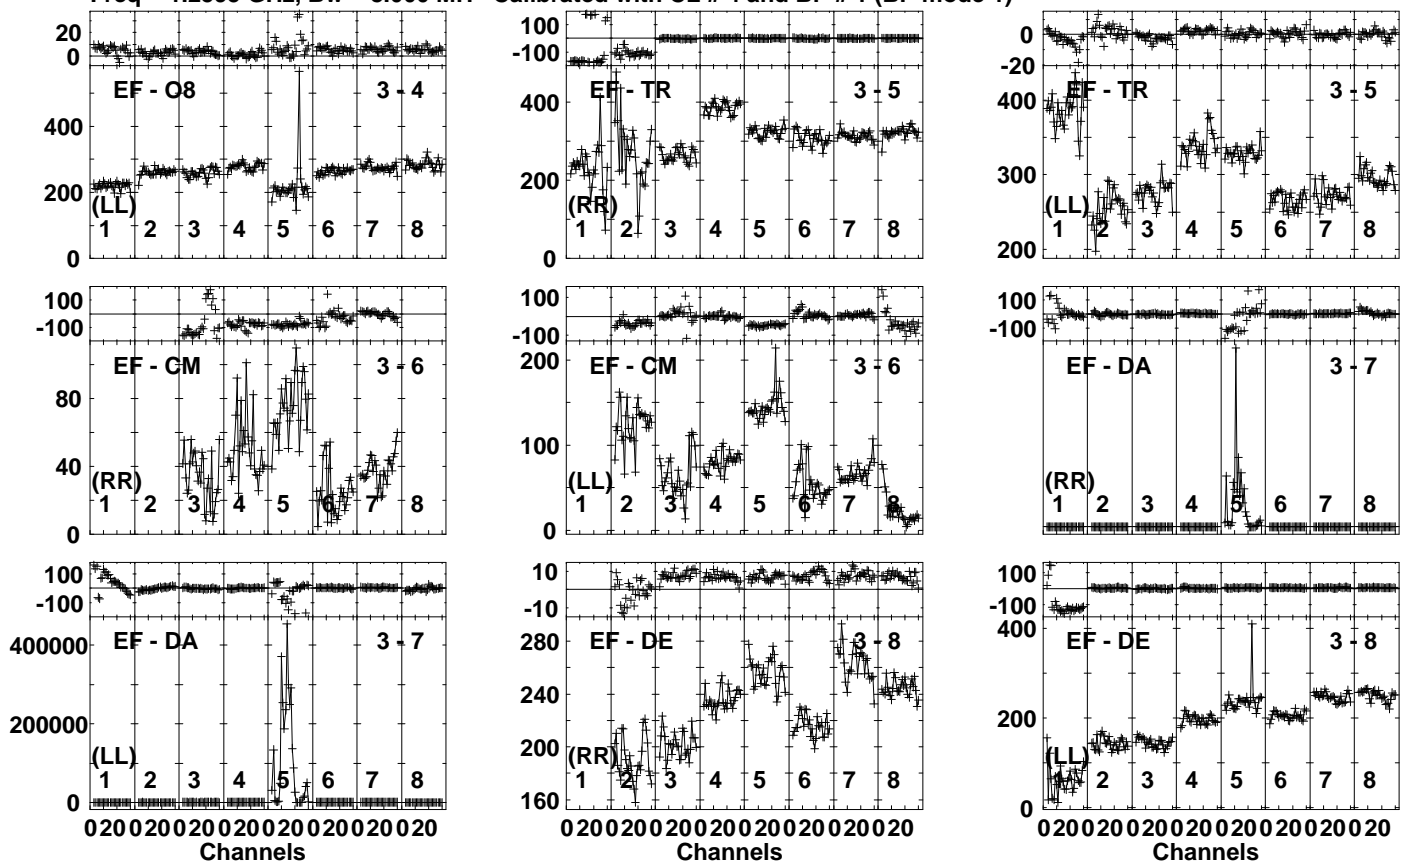 20
0
EF - O8 3 - 4
400
200
0
(LL)
1 2 3 4 5 6 7 8
100
-100
EF - TR 3 - 5
400
200
0
(RR)
1 2 3 4 5 6 7 8
0
-20
EF - TR 3 - 5
400
300
200
(LL)
1 2 3 4 5 6 7 8
100
-100
EF - CM 3 - 6
80
40
0
(RR)
1 2 3 4 5 6 7 8
100
-100
EF - CM 3 - 6
200
100
0
(LL)
1 2 3 4 5 6 7 8
100
-100
EF - DA 3 - 7
(RR)
1 2 3 4 5 6 7 8
100
-100
EF - DA 3 - 7
400000
200000
0
(LL)
1 2 3 4 5 6 7 8
10
-10
EF - DE 3 - 8
280
240
200
160
(RR)
1 2 3 4 5 6 7 8
100
-100
EF - DE 3 - 8
400
200
0
(LL)
1 2 3 4 5 6 7 8
0 20 0 20 0 20 0 20 0 20 0 20 0 20 0 20
Channels
0 20 0 20 0 20 0 20 0 20 0 20 0 20 0 20
Channels
0 20 0 20 0 20 0 20 0 20 0 20 0 20 0 20
Channels